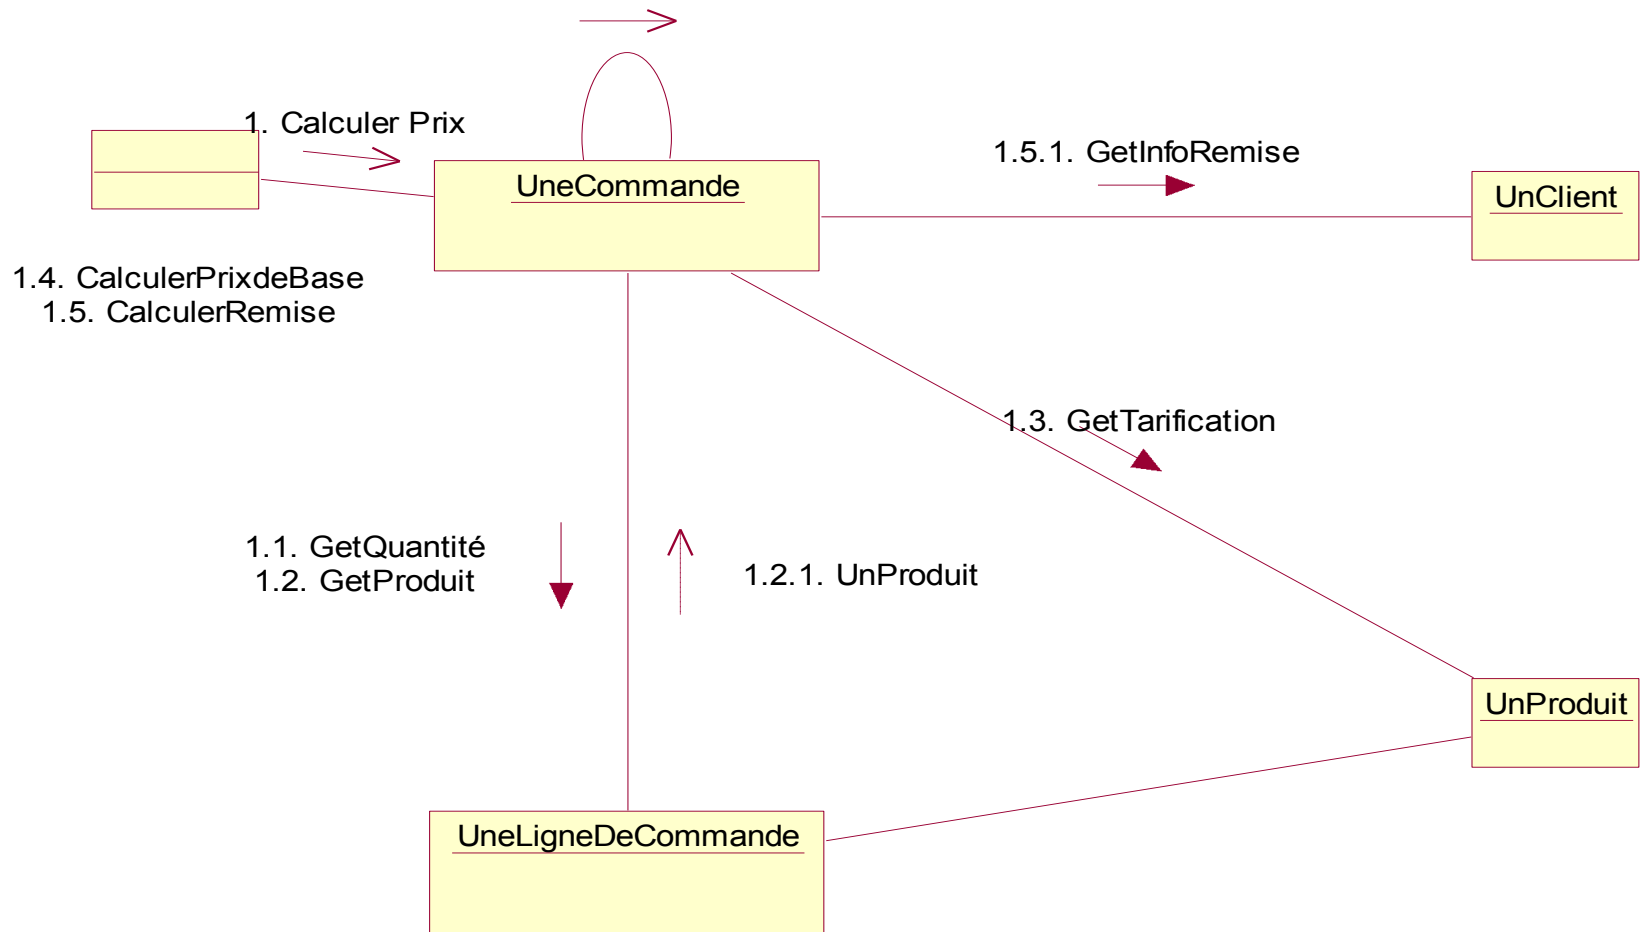 1. Calculer Prix
UneCommande
1.5.1. GetInfoRemise
UnClient
1.4. CalculerPrixdeBase
1.5. CalculerRemise
1.3. GetTarification
1.1. GetQuantité
1.2. GetProduit
1.2.1. UnProduit
UnProduit
UneLigneDeCommande